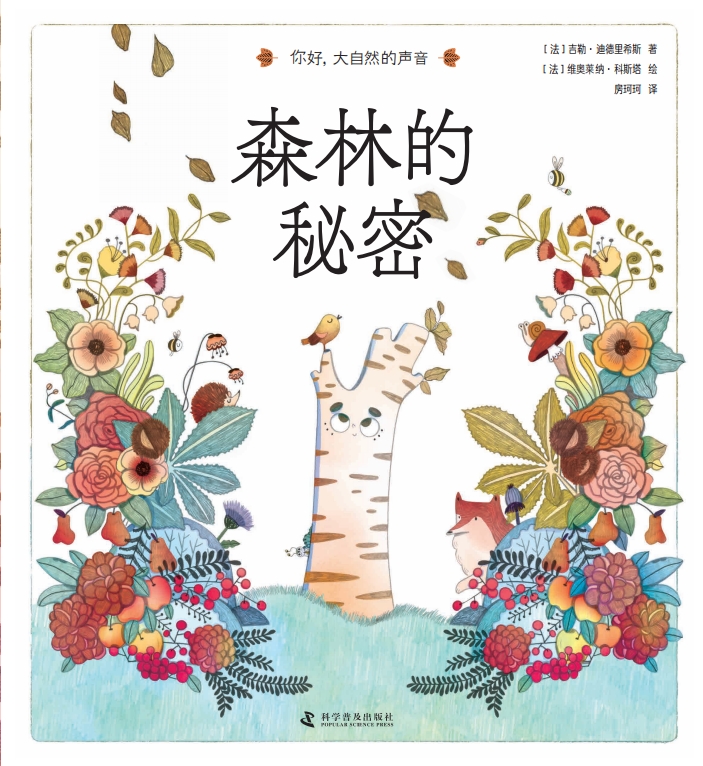 你好，大自然的声音
[法]吉勒·迪德里希斯 著
[法]维奥莱纳·科斯塔 绘
房珂珂 译
森林的
秘密
科学普及出版社
POPULAR SCIENCE PRESS